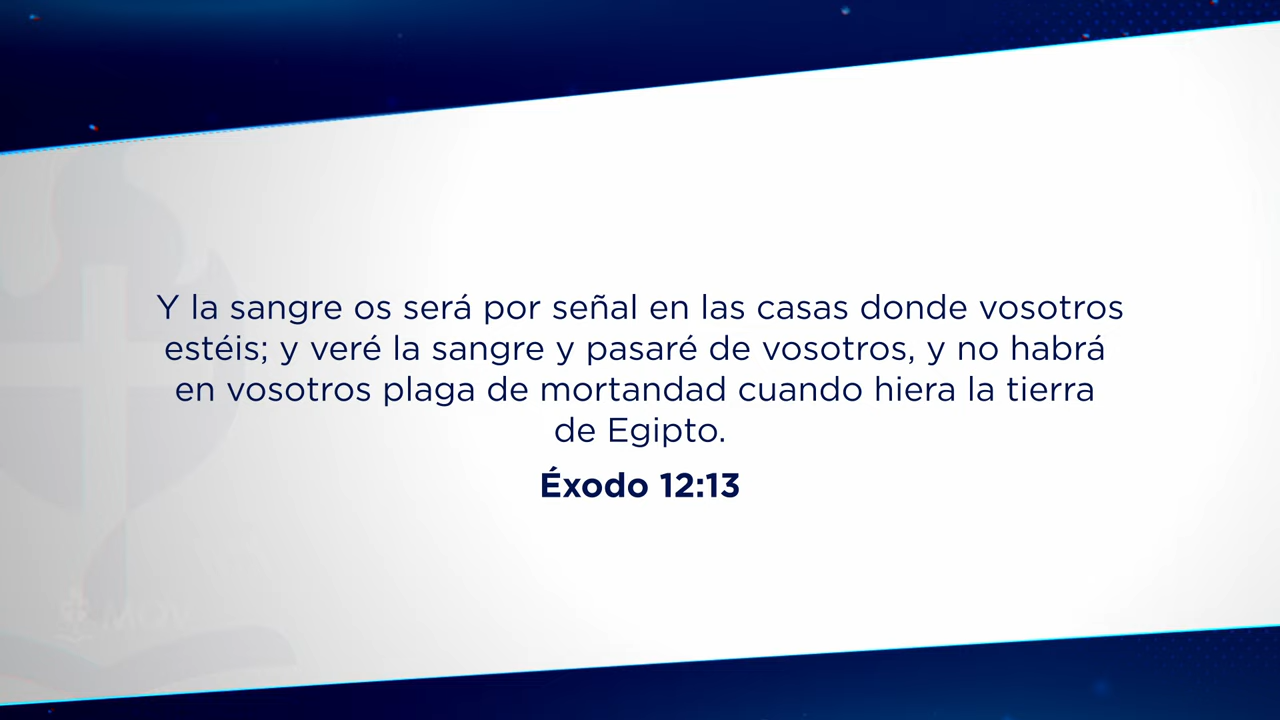 Y la sangre os será por señal en las casas donde vosotros
estéis; y veré la sangre y pasaré de vosotros, y no habrá
en vosotros plaga de mortandad cuando hiera la tierra
de Egipto.
Éxodo 12:13